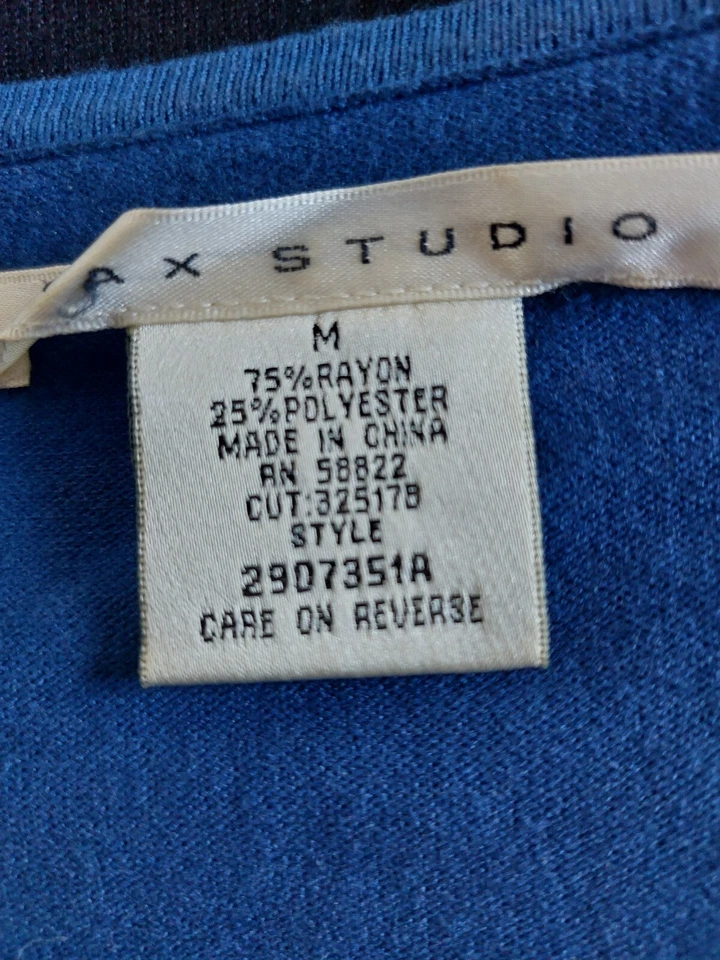 AX STUDIO
M
75%RAYON
25%POLYESTER
MADE IN CHINA
RN 58822
CUT:325178
STYLE
2907351A
CARE ON REVERSE